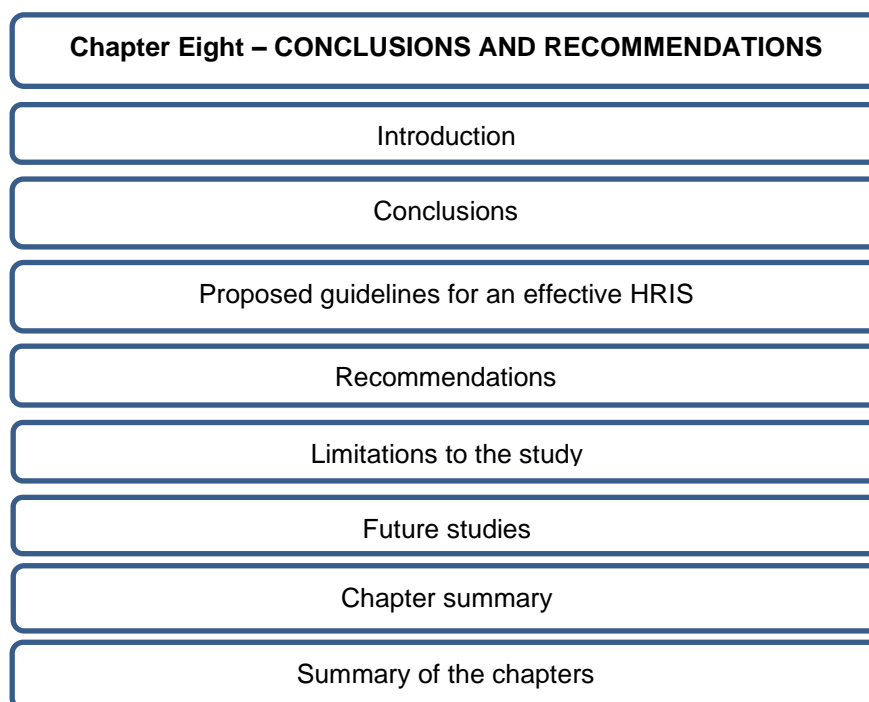 Chapter Eight – CONCLUSIONS AND RECOMMENDATIONS
Introduction
Conclusions
Proposed guidelines for an effective HRIS
Recommendations
Limitations to the study
Future studies
Chapter summary
Summary of the chapters